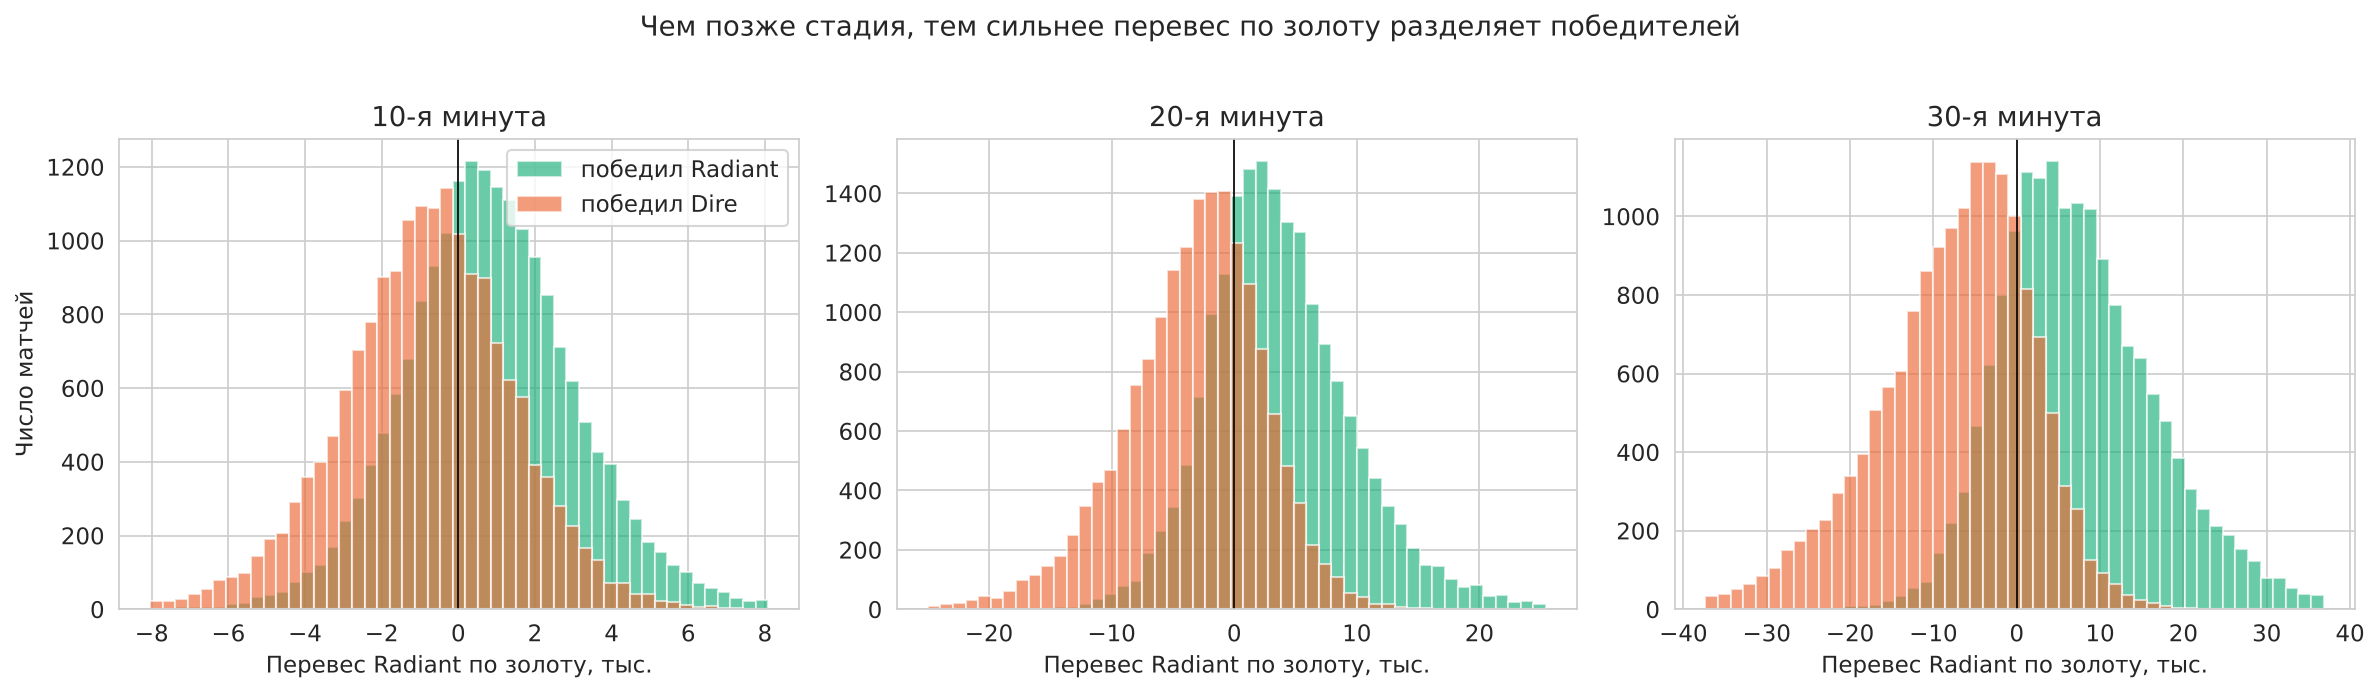 Чем позже стадия, тем сильнее перевес по золоту разделяет победителей
10-я минута
20-я минута
30-я минута
победил Radiant
победил Dire
Число матчей
0
200
400
600
800
1000
1200
−8 −6 −4 −2 0 2 4 6 8
Перевес Radiant по золоту, тыс.
0
200
400
600
800
1000
1200
1400
−20 −10 0 10 20
Перевес Radiant по золоту, тыс.
0
200
400
600
800
1000
−40 −30 −20 −10 0 10 20 30 40
Перевес Radiant по золоту, тыс.